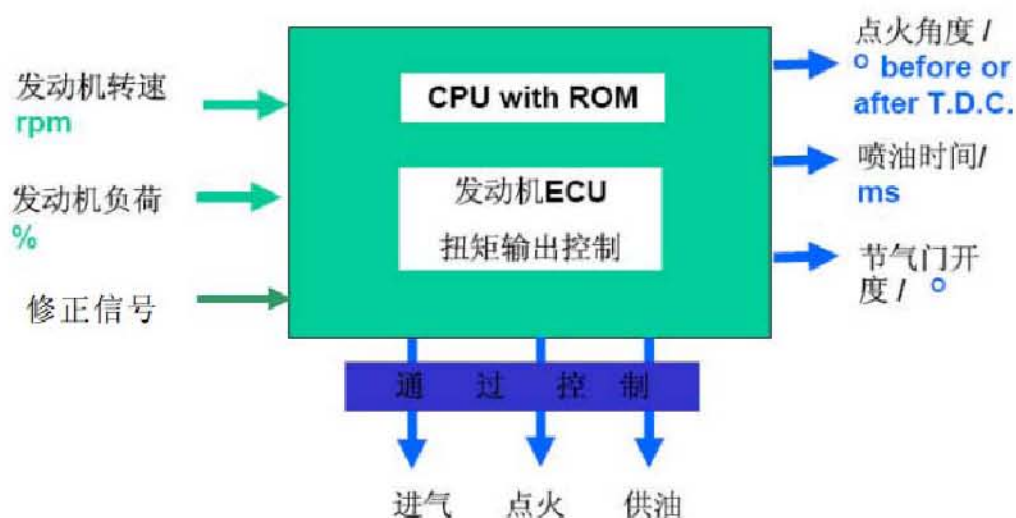 发动机转速
rpm
发动机负荷
%
修正信号
CPU with ROM
发动机ECU
扭矩输出控制
点火角度 /
° before or
after T.D.C.
喷油时间/
ms
节气门开
度 / °
通 过 控 制
进气 点火 供油